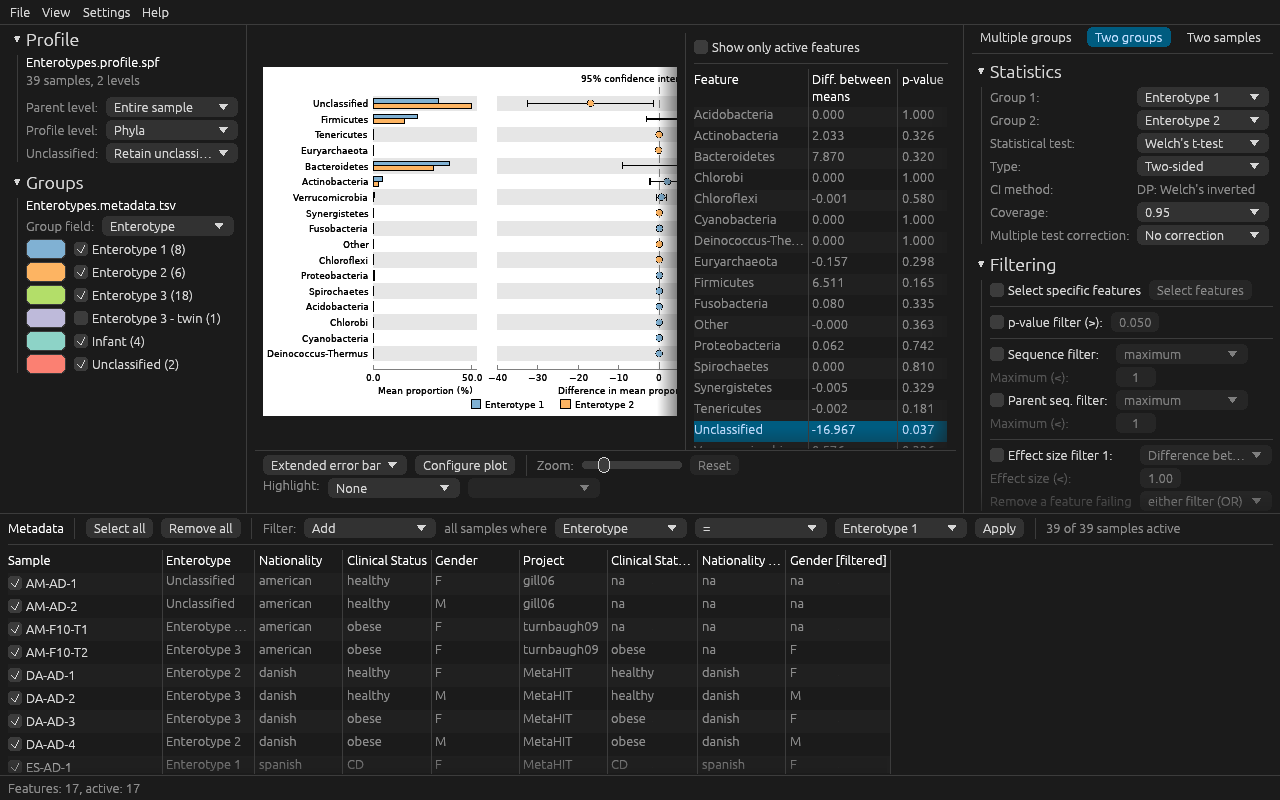 File View Settings Help
Profile
Enterotypes.profile.spf
39 samples, 2 levels
Parent level: Entire sample
Profile level: Phyla
Unclassified: Retain unclassi...
Groups
Enterotypes.metadata.tsv
Group field: Enterotype
Enterotype 1 (8)
Enterotype 2 (6)
Enterotype 3 (18)
Enterotype 3 - twin (1)
Infant (4)
Unclassified (2)
95% confidence inter
Unclassified
Firmicutes
Tenericutes
Euryarchaeota
Bacteroidetes
Actinobacteria
Verrucomicrobia
Synergistetes
Fusobacteria
Other
Chloroflexi
Proteobacteria
Spirochaetes
Acidobacteria
Chlorobi
Cyanobacteria
Deinococcus-Thermus
0.0 50.0 −40 −30 −20 −10 0
Mean proportion (%) Difference in mean propor
Enterotype 1 Enterotype 2
Extended error bar Configure plot Zoom: Reset
Highlight: None
Show only active features
Feature Diff. between means p-value
Acidobacteria 0.000 1.000
Actinobacteria 2.033 0.326
Bacteroidetes 7.870 0.320
Chlorobi 0.000 1.000
Chloroflexi -0.001 0.580
Cyanobacteria 0.000 1.000
Deinococcus-The... 0.000 1.000
Euryarchaeota -0.157 0.298
Firmicutes 6.511 0.165
Fusobacteria 0.080 0.335
Other -0.000 0.363
Proteobacteria 0.062 0.742
Spirochaetes 0.000 0.810
Synergistetes -0.005 0.329
Tenericutes -0.002 0.181
Unclassified -16.967 0.037
Multiple groups Two groups Two samples
Statistics
Group 1: Enterotype 1
Group 2: Enterotype 2
Statistical test: Welch's t-test
Type: Two-sided
CI method: DP: Welch's inverted
Coverage: 0.95
Multiple test correction: No correction
Filtering
Select specific features Select features
p-value filter (>): 0.050
Sequence filter: maximum
Maximum (<): 1
Parent seq. filter: maximum
Maximum (<): 1
Effect size filter 1: Difference bet...
Effect size (<): 1.00
Remove a feature failing either filter (OR)
Metadata Select all Remove all Filter: Add all samples where Enterotype = Enterotype 1 Apply 39 of 39 samples active
Sample Enterotype Nationality Clinical Status Gender Project Clinical Stat... Nationality ... Gender [filtered]
AM-AD-1 Unclassified american healthy F gill06 na na na
AM-AD-2 Unclassified american healthy M gill06 na na na
AM-F10-T1 Enterotype ... american obese F turnbaugh09 na na na
AM-F10-T2 Enterotype 3 american obese F turnbaugh09 obese na F
DA-AD-1 Enterotype 2 danish healthy F MetaHIT healthy danish F
DA-AD-2 Enterotype 3 danish healthy M MetaHIT healthy danish M
DA-AD-3 Enterotype 3 danish obese F MetaHIT obese danish F
DA-AD-4 Enterotype 2 danish obese M MetaHIT obese danish M
ES-AD-1 Enterotype 1 spanish CD F MetaHIT CD spanish F
Features: 17, active: 17